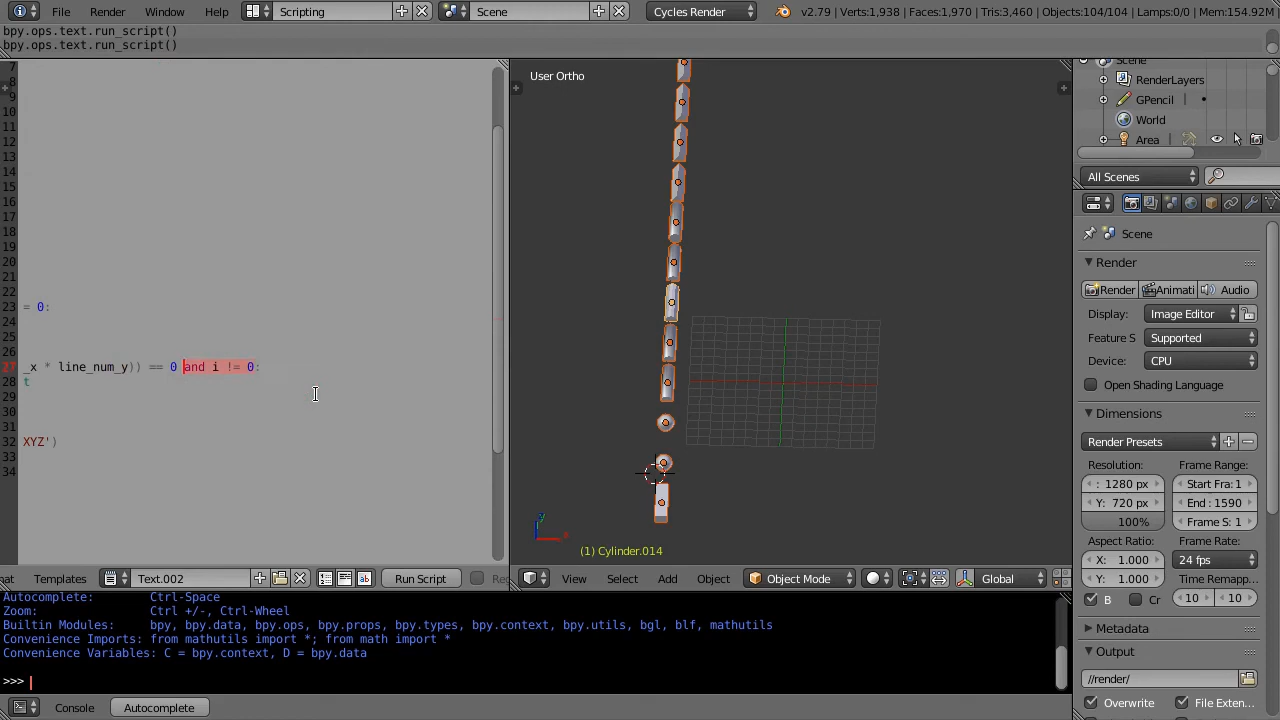 File Render Window Help Scripting Scene Cycles Render v2.79 | Verts:1,938 | Faces:1,970 | Tris:3,460 | Objects:104/104 | Lamps:0/0 | Mem:154.92M
bpy.ops.text.run_script()
bpy.ops.text.run_script()
7
8
9
10
11
12
13
14
15
16
17
18
19
20
21
22
23 = 0:
24
25
26
27 _x * line_num_y)) == 0 and i != 0:
28 t
29
30
31
32 XYZ')
33
34
User Ortho
(1) Cylinder.014
Scene
RenderLayers
GPencil
World
Area
All Scenes
Scene
Render
Render Animati Audio
Display: Image Editor
Feature S Supported
Device: CPU
Open Shading Language
Dimensions
Render Presets
Resolution: Frame Range:
: 1280 px Start Fra: 1
Y: 720 px End : 1590
100% Frame S: 1
Aspect Ratio: Frame Rate:
X: 1.000 24 fps
Y: 1.000 Time Remapp...
B Cr 10 10
Metadata
Output
//render/
Overwrite File Exten...
mat Templates Text.002 Run Script Re
View Select Add Object Object Mode Global
Autocomplete: Ctrl-Space
Zoom: Ctrl +/-, Ctrl-Wheel
Builtin Modules: bpy, bpy.data, bpy.ops, bpy.props, bpy.types, bpy.context, bpy.utils, bgl, blf, mathutils
Convenience Imports: from mathutils import *; from math import *
Convenience Variables: C = bpy.context, D = bpy.data
>>>
Console Autocomplete